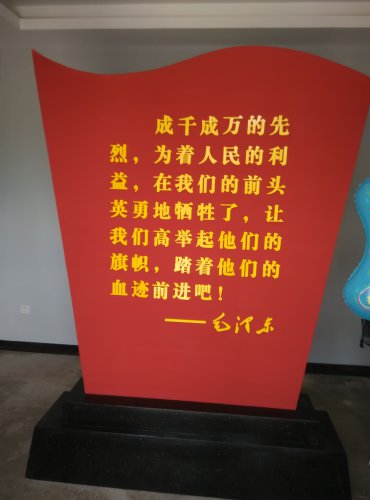 成千成万的先
烈，为着人民的利
益，在我们的前头
英勇地牺牲了，让
我们高举起他们的
旗帜，踏着他们的
血迹前进吧！
——毛泽东